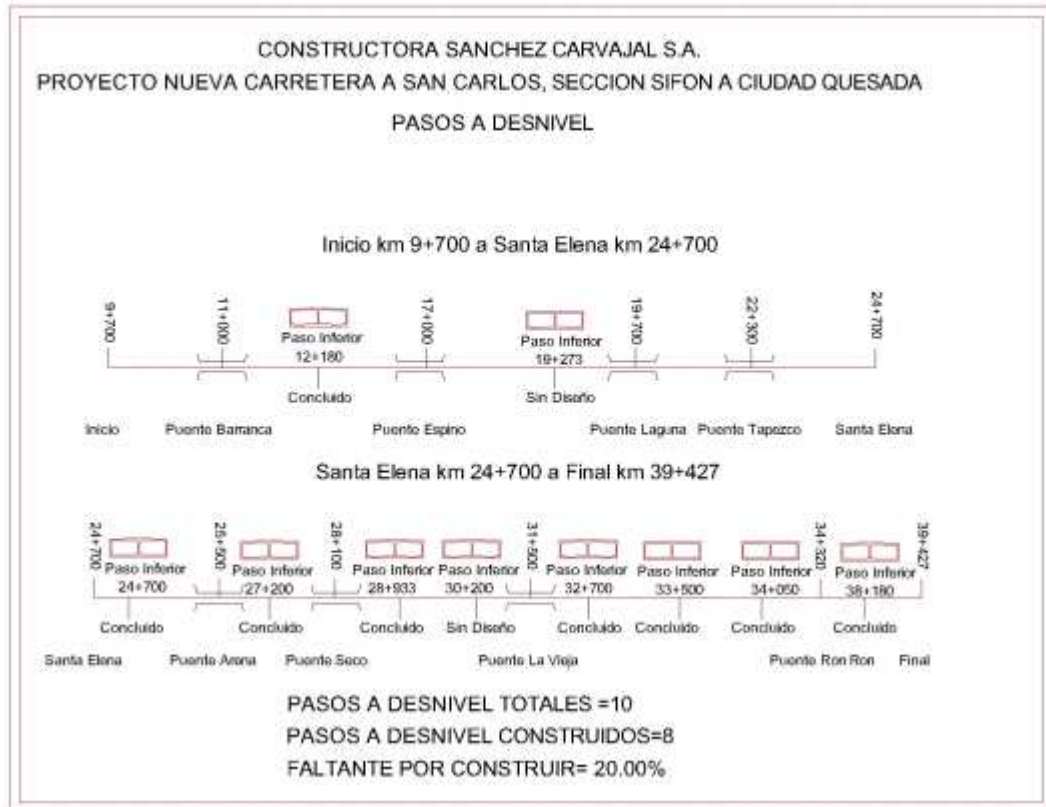 CONSTRUCTORA SANCHEZ CARVAJAL S.A.
PROYECTO NUEVA CARRETERA A SAN CARLOS, SECCION SIFON A CIUDAD QUESADA
PASOS A DESNIVEL
Inicio km 9+700 a Santa Elena km 24+700
9+700 11+000 17+000 19+700 22+300 24+700
Paso Inferior Paso Inferior
12+180 19+273
Concluido Sin Diseño
Inicio Puente Barranca Puente Espino Puente Laguna Puente Tapezco Santa Elena
Santa Elena km 24+700 a Final km 39+427
24+700 25+500 28+100 31+500 34+320 39+427
Paso Inferior Paso Inferior Paso Inferior Paso Inferior Paso Inferior Paso Inferior Paso Inferior Paso Inferior
24+700 27+200 28+933 30+200 32+700 33+500 34+050 38+180
Concluido Concluido Concluido Sin Diseño Concluido Concluido Concluido Concluido
Santa Elena Puente Arena Puente Seco Puente La Vieja Puente Ron Ron Final
PASOS A DESNIVEL TOTALES =10
PASOS A DESNIVEL CONSTRUIDOS=8
FALTANTE POR CONSTRUIR= 20.00%